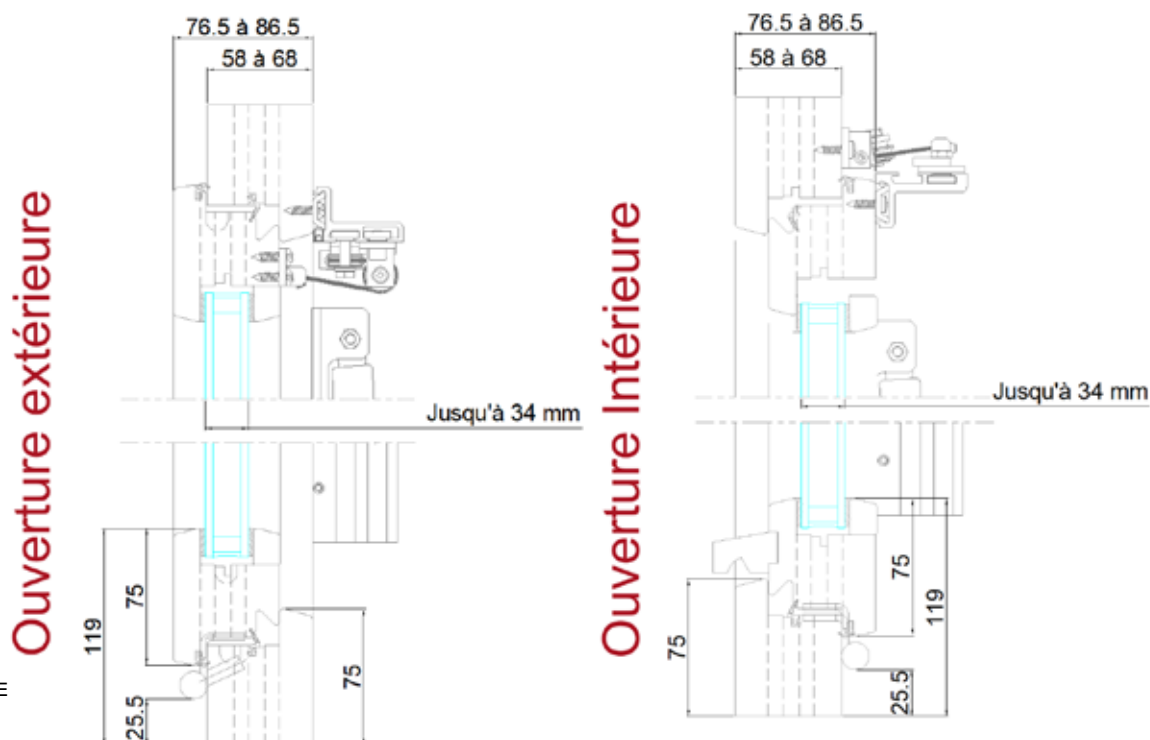 76.5 à 86.5
58 à 68
Ouverture extérieure
Jusqu'à 34 mm
119
75
25.5
75
E
76.5 à 86.5
58 à 68
Ouverture Intérieure
Jusqu'à 34 mm
75
75
119
25.5